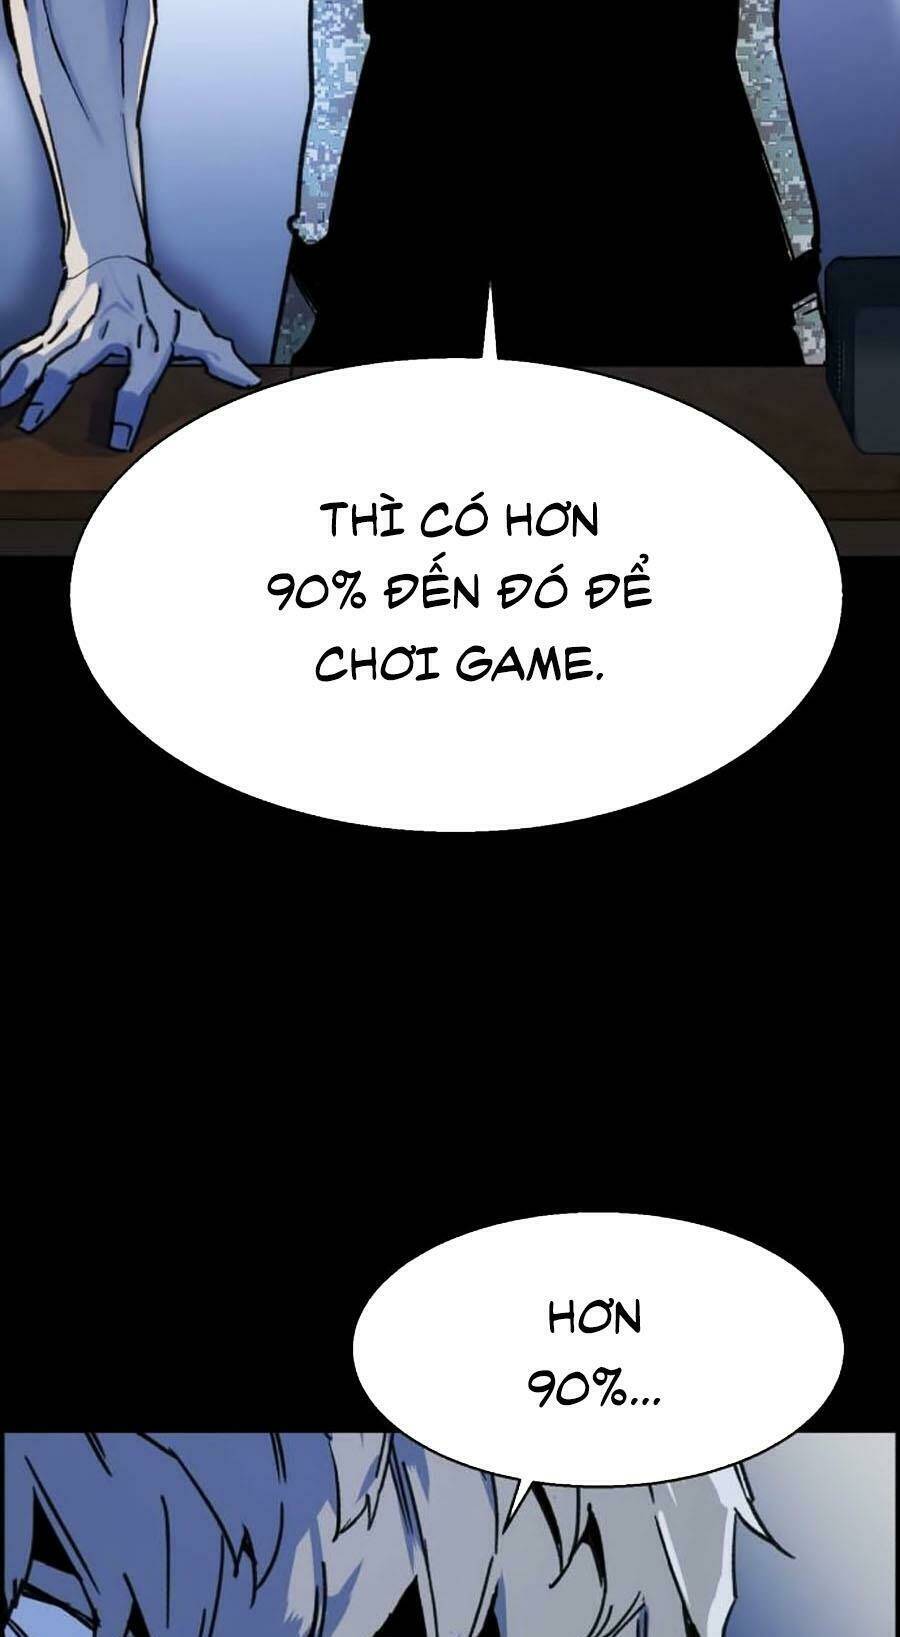 THÌ CÓ HƠN
90% ĐẾN ĐÓ ĐỂ
CHƠI GAME.
HƠN
90%...